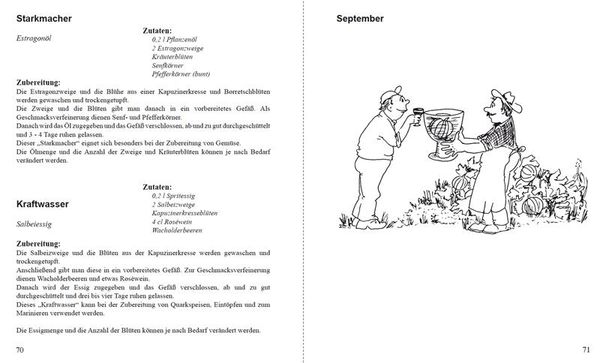 Starkmacher
Estragonöl
Zutaten:
0,2 l Pflanzenöl
2 Estragonzweige
Kräuterblüten
Senfkörner
Pfefferkörner (bunt)
Zubereitung:
Die Estragonzweige und die Blühe aus einer Kapuzinerkresse und Borretschblüten
werden gewaschen und trockengetupft.
Die Zweige und die Blüten gibt man danach in ein vorbereitetes Gefäß. Als
Geschmacksverfeinerung dienen Senf- und Pfefferkörner.
Danach wird das Öl zugegeben und das Gefäß verschlossen, ab und zu gut durchgeschüttelt
und 3 - 4 Tage ruhen gelassen.
Dieser „Starkmacher" eignet sich besonders bei der Zubereitung von Gemüse.
Die Ölmenge und die Anzahl der Zweige und Kräuterblüten können je nach Bedarf
verändert werden.
Kraftwasser
Salbeiessig
Zutaten:
0,2 l Spritessig
2 Salbeizweige
Kapuzinerkresseblüten
4 cl Roséwein
Wacholderbeeren
Zubereitung:
Die Salbeizweige und die Blüten aus der Kapuzinerkresse werden gewaschen und
trockengetupft.
Anschließend gibt man diese in ein vorbereitetes Gefäß. Zur Geschmacksverfeinerung
dienen Wacholderbeeren und etwas Roséwein.
Danach wird der Essig zugegeben und das Gefäß verschlossen, ab und zu gut
durchgeschüttelt und drei bis vier Tage ruhen gelassen.
Dieses „Kraftwasser" kann bei der Zubereitung von Quarkspeisen, Eintöpfen und zum
Marinieren verwendet werden.
Die Essigmenge und die Anzahl der Blüten können je nach Bedarf verändert werden.
70
September
71